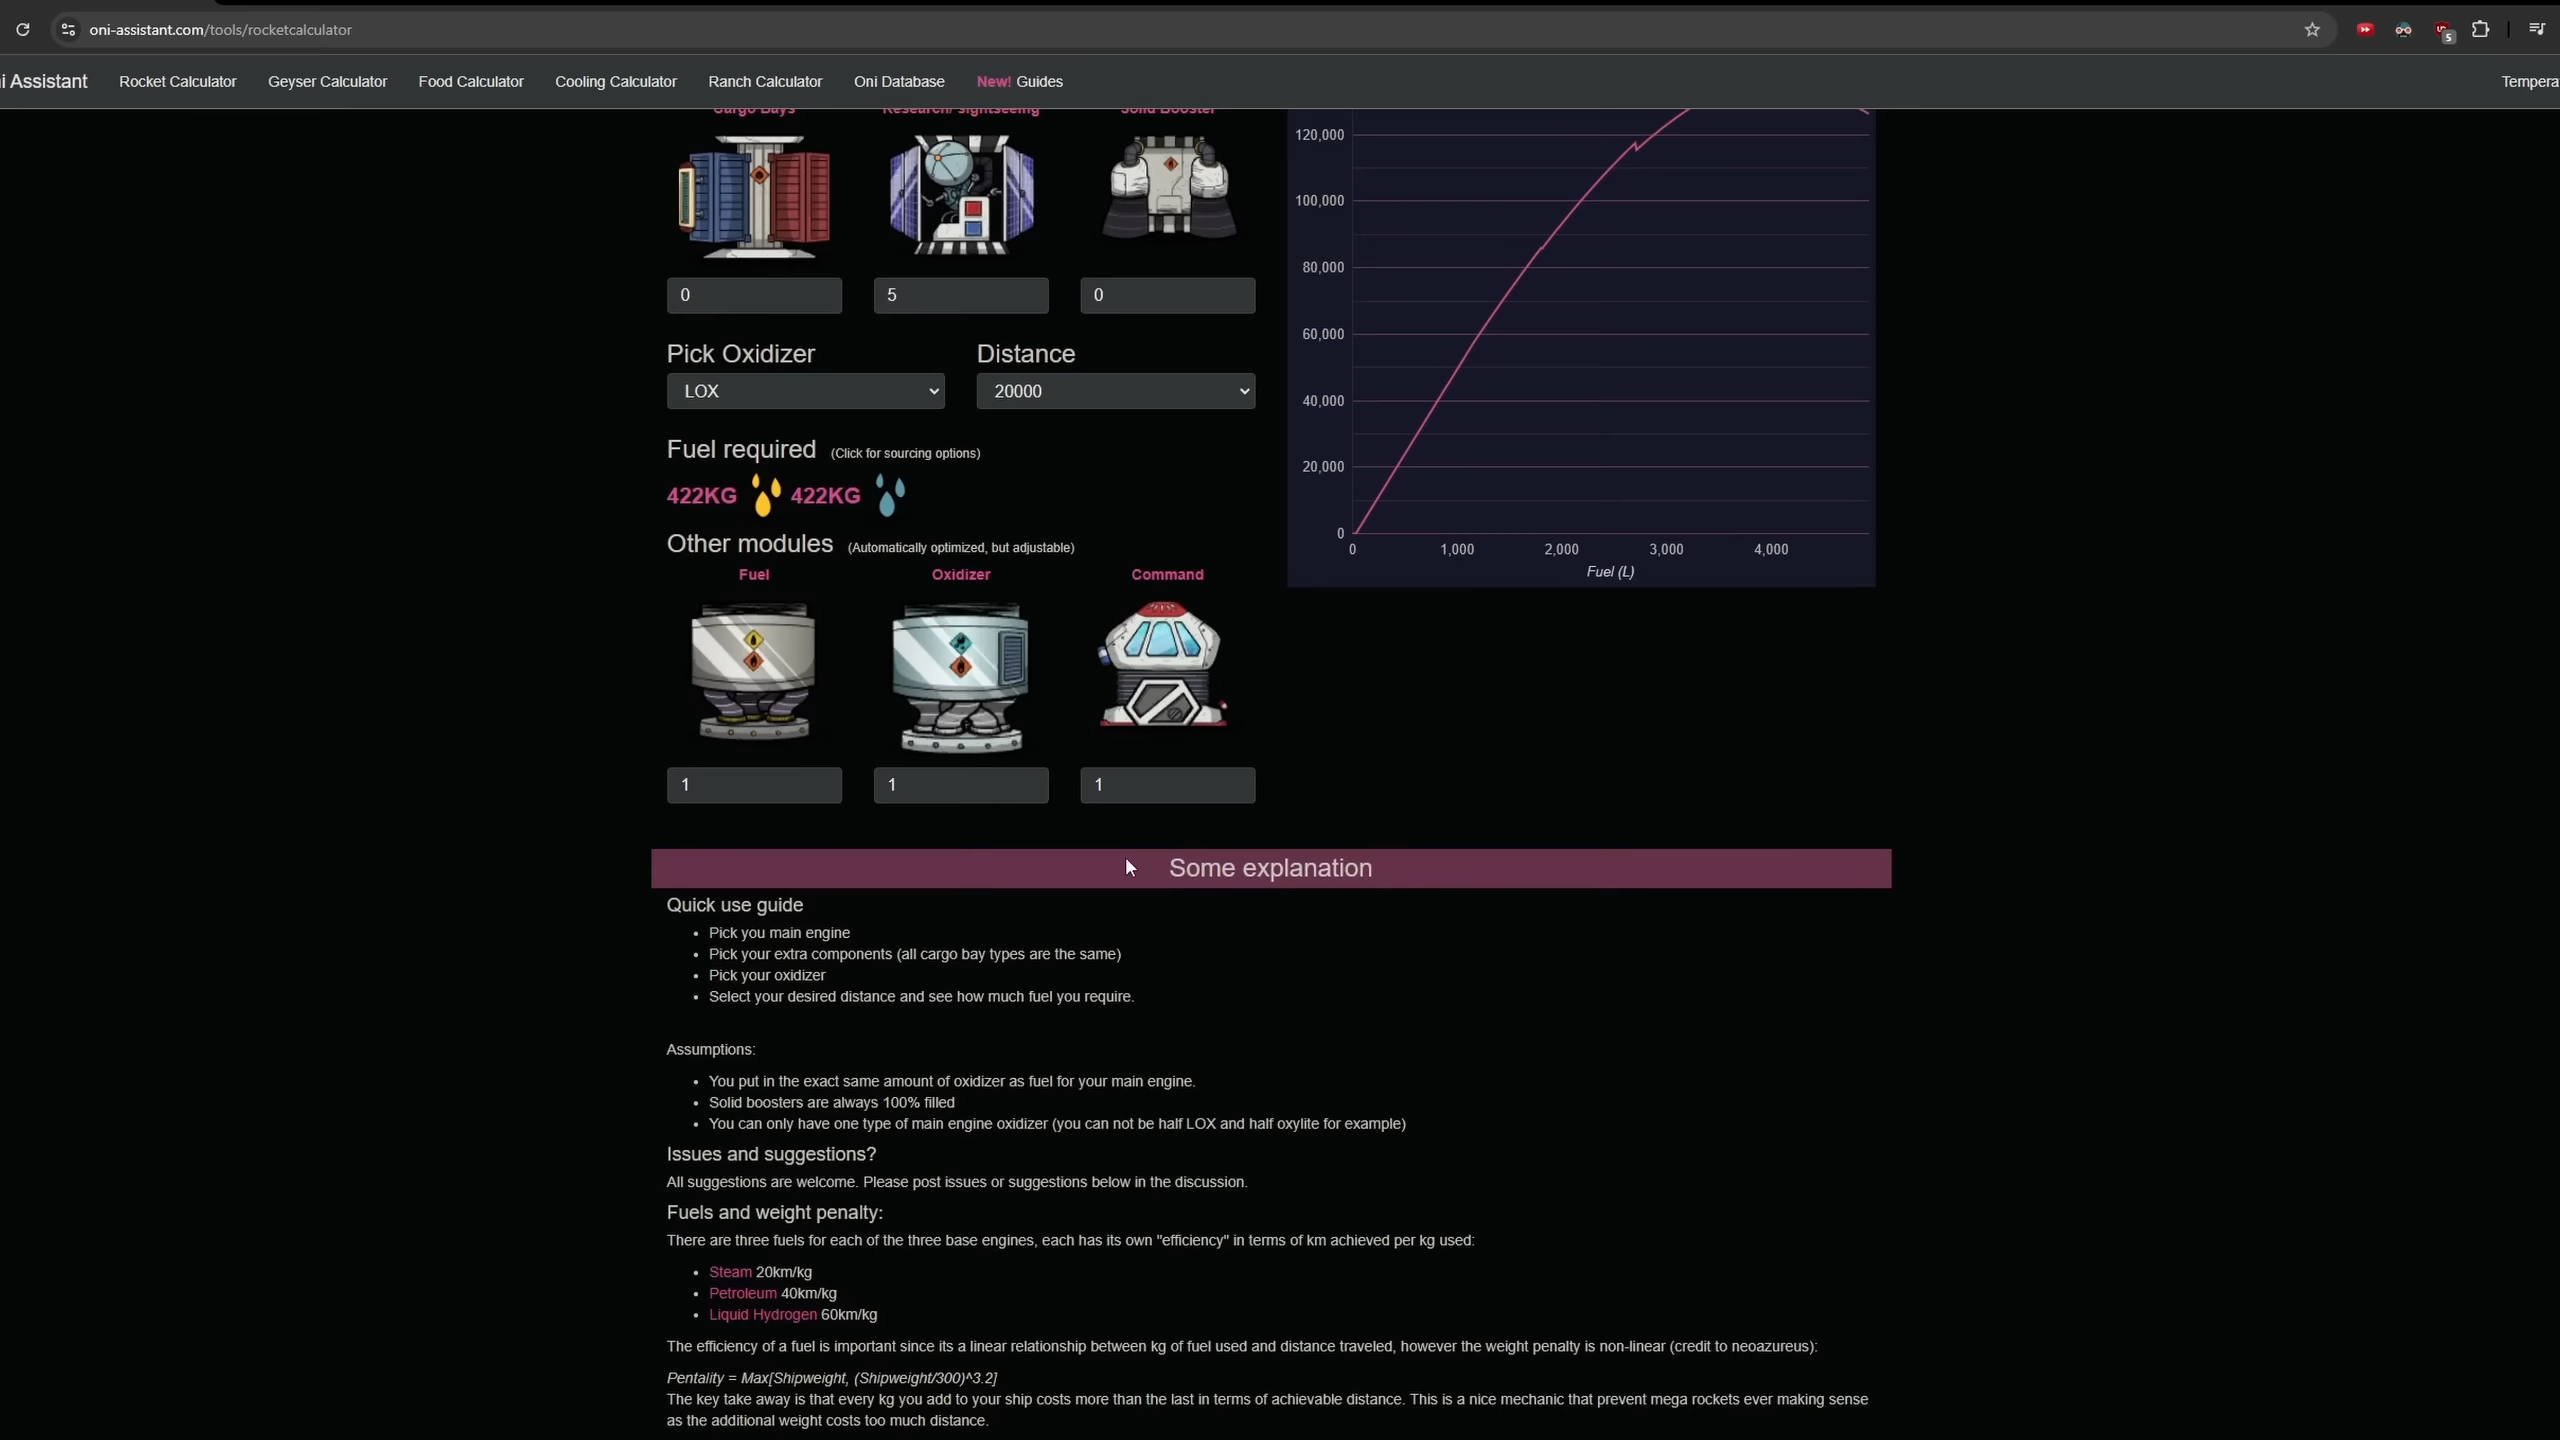 oni-assistant.com/tools/rocketcalculator
5
i Assistant
Rocket Calculator
Geyser Calculator
Food Calculator
Cooling Calculator
Ranch Calculator
Oni Database
New! Guides
Tempera
Cargo Bays
Research/ sightseeing
Solid Booster
0
5
0
Pick Oxidizer
Distance
LOX
20000
Fuel required (Click for sourcing options)
422KG 422KG
Other modules (Automatically optimized, but adjustable)
Fuel
Oxidizer
Command
1
1
1
120,000
100,000
80,000
60,000
40,000
20,000
0
0 1,000 2,000 3,000 4,000
Fuel (L)
Some explanation
Quick use guide
• Pick you main engine
• Pick your extra components (all cargo bay types are the same)
• Pick your oxidizer
• Select your desired distance and see how much fuel you require.
Assumptions:
• You put in the exact same amount of oxidizer as fuel for your main engine.
• Solid boosters are always 100% filled
• You can only have one type of main engine oxidizer (you can not be half LOX and half oxylite for example)
Issues and suggestions?
All suggestions are welcome. Please post issues or suggestions below in the discussion.
Fuels and weight penalty:
There are three fuels for each of the three base engines, each has its own "efficiency" in terms of km achieved per kg used:
• Steam 20km/kg
• Petroleum 40km/kg
• Liquid Hydrogen 60km/kg
The efficiency of a fuel is important since its a linear relationship between kg of fuel used and distance traveled, however the weight penalty is non-linear (credit to neoazureus):
Pentality = Max[Shipweight, (Shipweight/300)^3.2]
The key take away is that every kg you add to your ship costs more than the last in terms of achievable distance. This is a nice mechanic that prevent mega rockets ever making sense
as the additional weight costs too much distance.